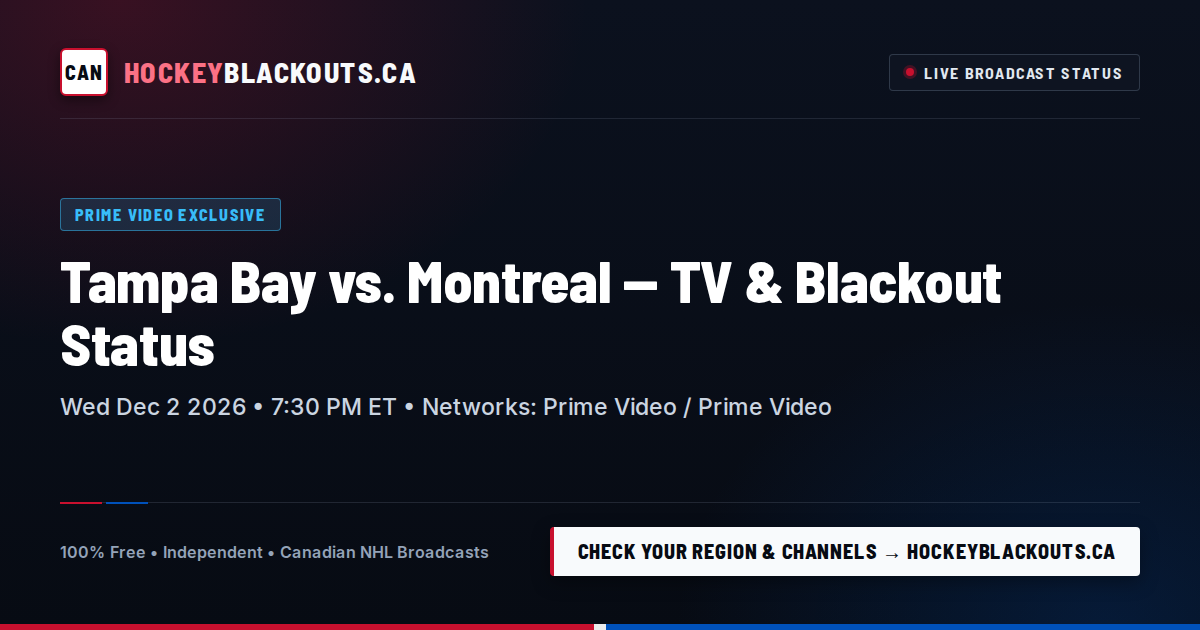 CAN
HOCKEYBLACKOUTS.CA
LIVE BROADCAST STATUS
PRIME VIDEO EXCLUSIVE
Tampa Bay vs. Montreal — TV & Blackout
Status
Wed Dec 2 2026 • 7:30 PM ET • Networks: Prime Video / Prime Video
100% Free • Independent • Canadian NHL Broadcasts
CHECK YOUR REGION & CHANNELS → HOCKEYBLACKOUTS.CA